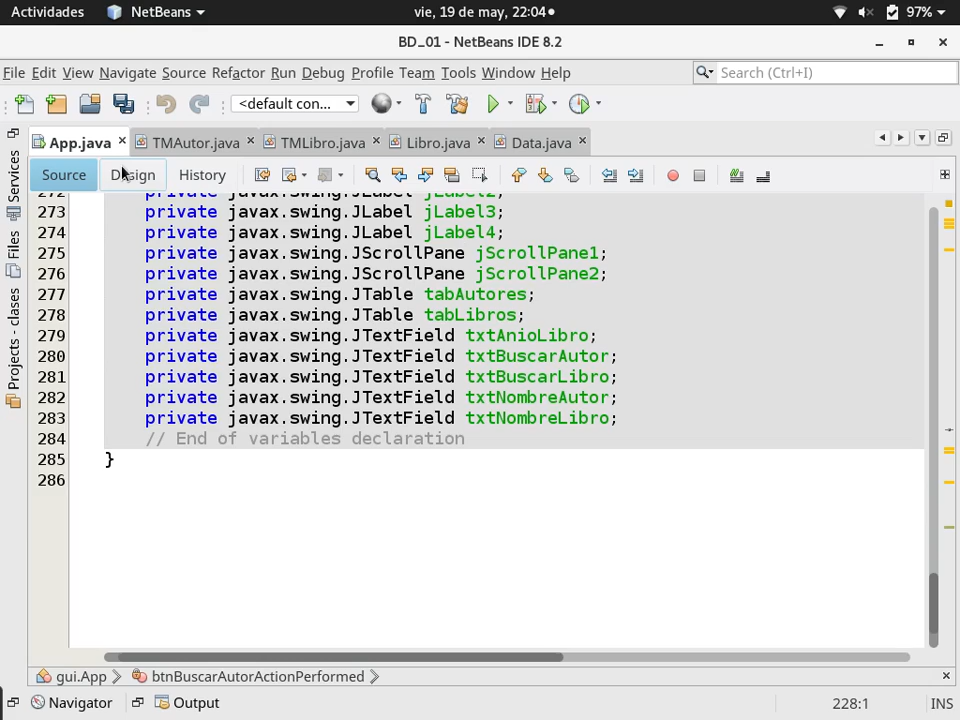 Actividades NetBeans vie, 19 de may, 22:04 97%
BD_01 - NetBeans IDE 8.2
File Edit View Navigate Source Refactor Run Debug Profile Team Tools Window Help Search (Ctrl+I)
<default con...
App.java TMAutor.java TMLibro.java Libro.java Data.java
Source Design History
272 private javax.swing.JLabel jLabel2;
273 private javax.swing.JLabel jLabel3;
274 private javax.swing.JLabel jLabel4;
275 private javax.swing.JScrollPane jScrollPane1;
276 private javax.swing.JScrollPane jScrollPane2;
277 private javax.swing.JTable tabAutores;
278 private javax.swing.JTable tabLibros;
279 private javax.swing.JTextField txtAnioLibro;
280 private javax.swing.JTextField txtBuscarAutor;
281 private javax.swing.JTextField txtBuscarLibro;
282 private javax.swing.JTextField txtNombreAutor;
283 private javax.swing.JTextField txtNombreLibro;
284 // End of variables declaration
285 }
286
Services
Files
Projects - clases
gui.App btnBuscarAutorActionPerformed
Navigator Output 228:1 INS